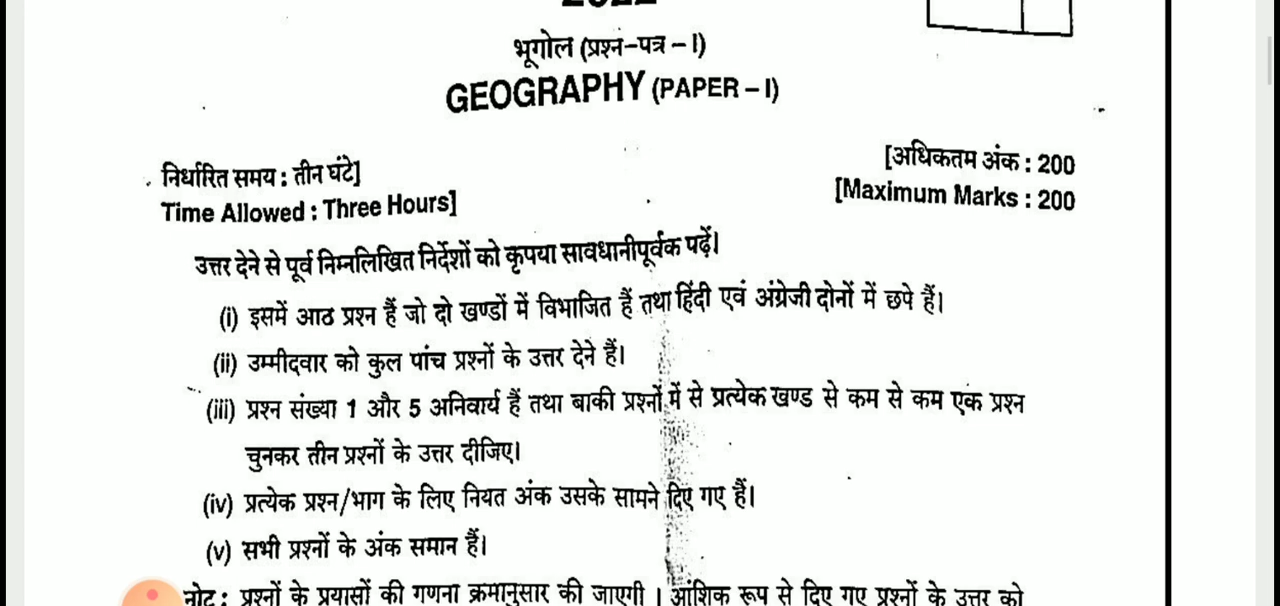 भूगोल (प्रश्न-पत्र – I)
GEOGRAPHY (PAPER – I)
निर्धारित समय : तीन घंटे]
[अधिकतम अंक : 200
Time Allowed : Three Hours]
[Maximum Marks : 200
उत्तर देने से पूर्व निम्नलिखित निर्देशों को कृपया सावधानीपूर्वक पढ़ें।
(i) इसमें आठ प्रश्न हैं जो दो खण्डों में विभाजित हैं तथा हिंदी एवं अंग्रेजी दोनों में छपे हैं।
(ii) उम्मीदवार को कुल पांच प्रश्नों के उत्तर देने हैं।
(iii) प्रश्न संख्या 1 और 5 अनिवार्य हैं तथा बाकी प्रश्नों में से प्रत्येक खण्ड से कम से कम एक प्रश्न
चुनकर तीन प्रश्नों के उत्तर दीजिए।
(iv) प्रत्येक प्रश्न/भाग के लिए नियत अंक उसके सामने दिए गए हैं।
(v) सभी प्रश्नों के अंक समान हैं।
नोट : प्रश्नों के प्रयासों की गणना क्रमानुसार की जाएगी । आंशिक रूप से दिए गए प्रश्नों के उत्तर को